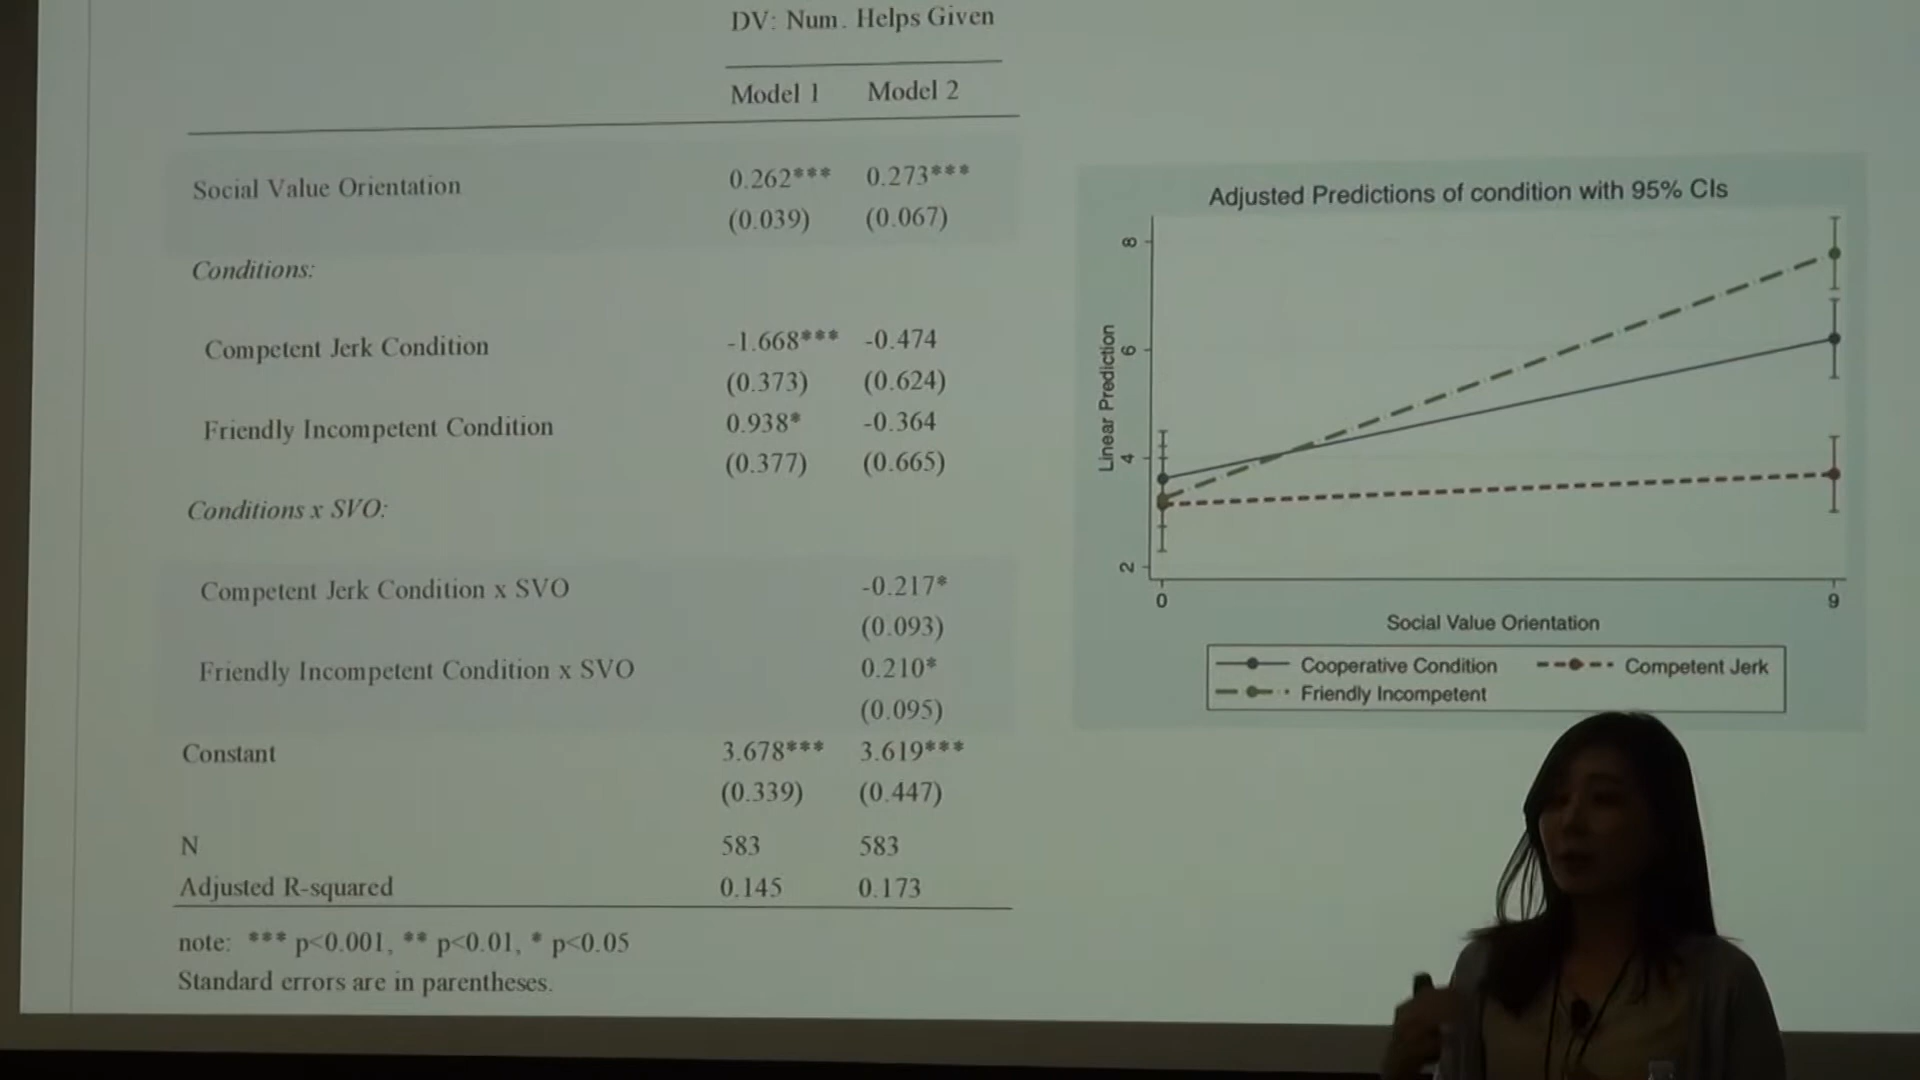 DV: Num. Helps Given
Model 1 Model 2
Social Value Orientation 0.262*** 0.273***
(0.039) (0.067)
Conditions:
Competent Jerk Condition -1.668*** -0.474
(0.373) (0.624)
Friendly Incompetent Condition 0.938* -0.364
(0.377) (0.665)
Conditions x SVO:
Competent Jerk Condition x SVO -0.217*
(0.093)
Friendly Incompetent Condition x SVO 0.210*
(0.095)
Constant 3.678*** 3.619***
(0.339) (0.447)
N 583 583
Adjusted R-squared 0.145 0.173
note: *** p<0.001, ** p<0.01, * p<0.05
Standard errors are in parentheses.
Adjusted Predictions of condition with 95% CIs
Linear Prediction
8
6
4
2
0 9
Social Value Orientation
Cooperative Condition Competent Jerk
Friendly Incompetent